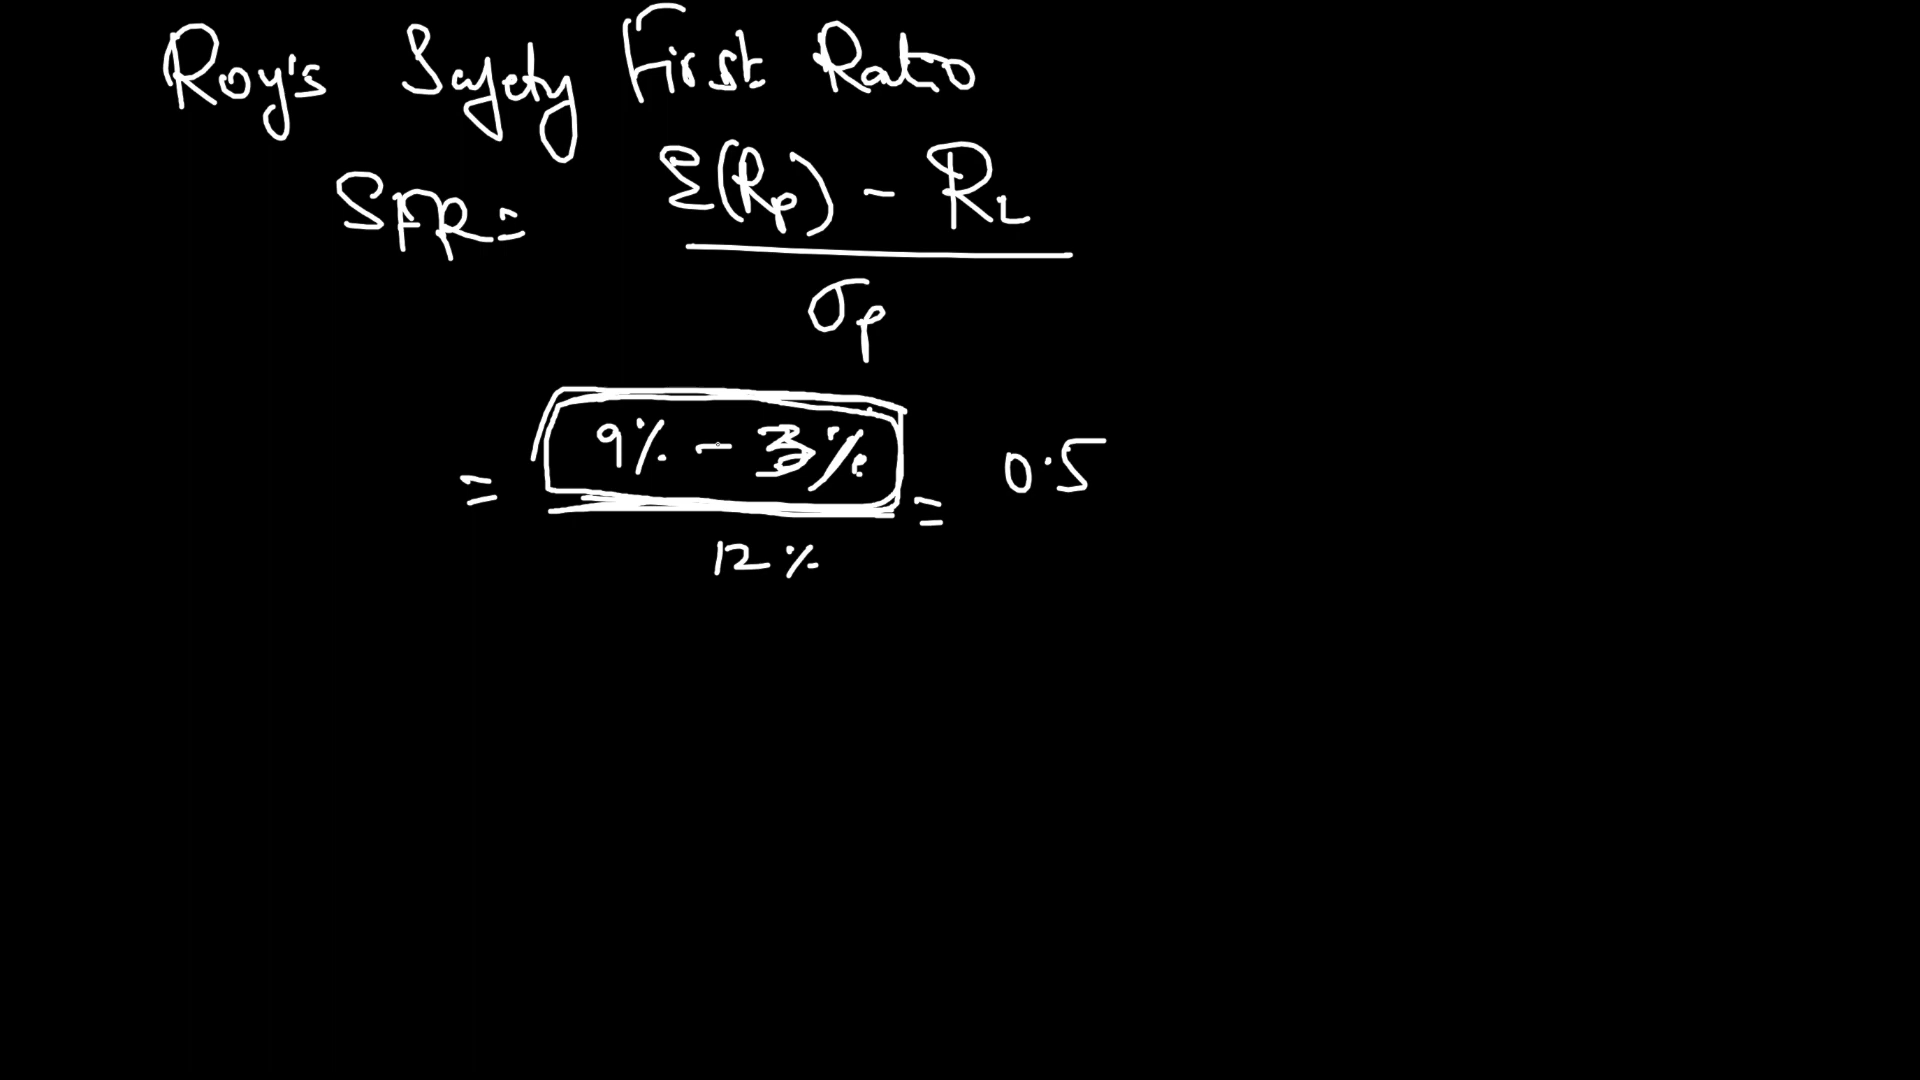 Roy's Safety First Ratio
SFR = E(Rp) - RL
σp
= 9% - 3% = 0.5
12%